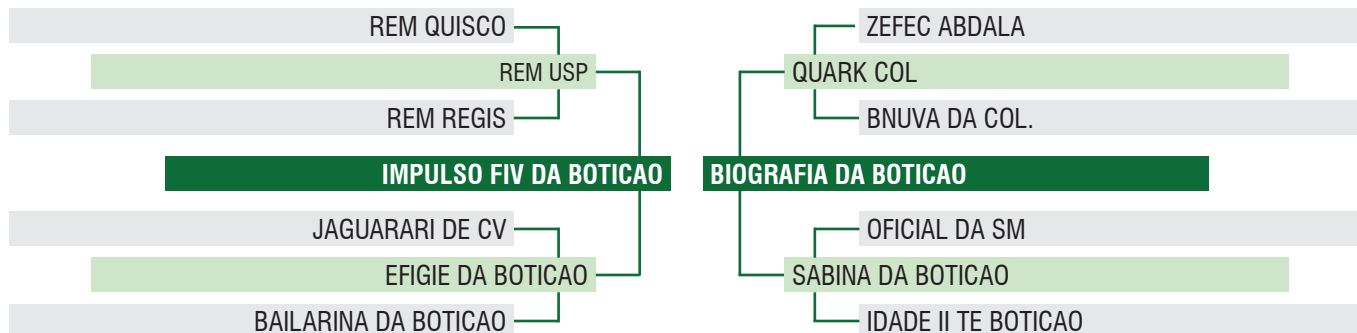 REM QUISCO
REM USP
REM REGIS
IMPULSO FIV DA BOTICAO
JAGUARARI DE CV
EFIGIE DA BOTICAO
BAILARINA DA BOTICAO
ZEFEC ABDALA
QUARK COL
BNUVA DA COL.
BIOGRAFIA DA BOTICAO
OFICIAL DA SM
SABINA DA BOTICAO
IDADE II TE BOTICAO